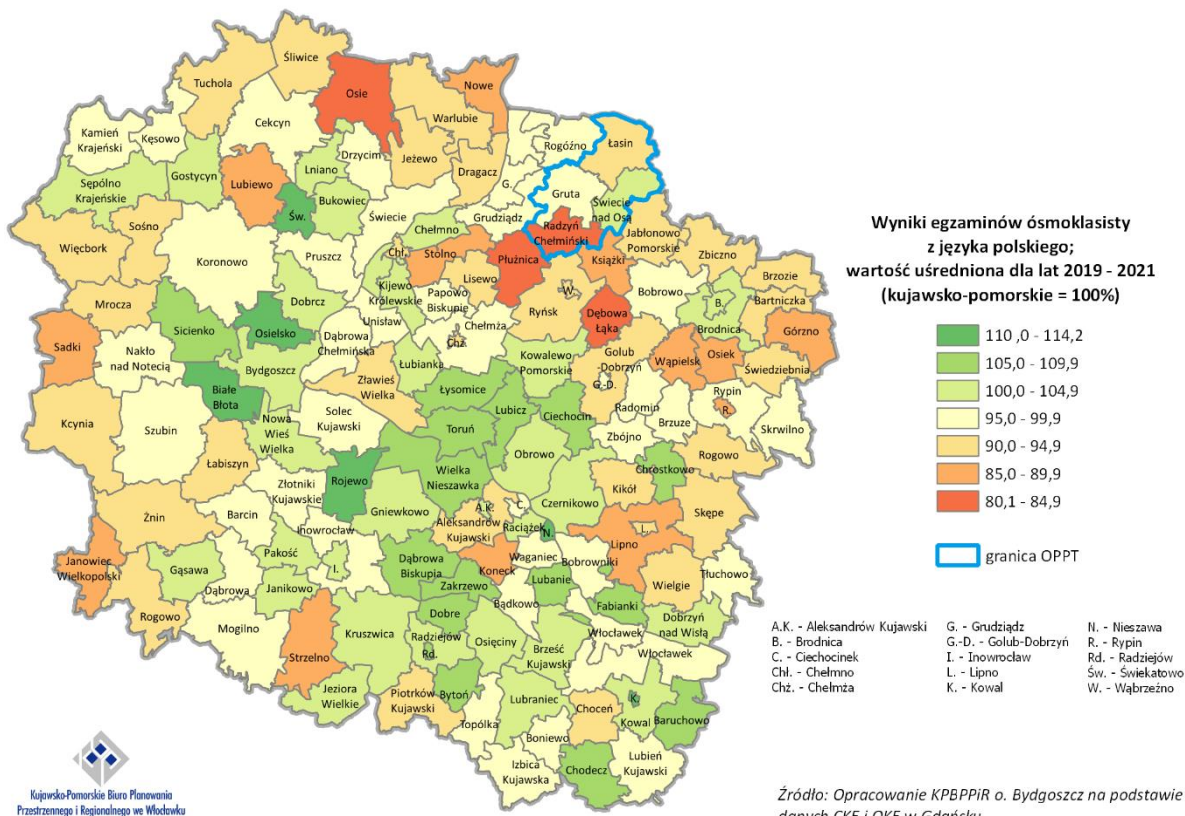 Śliwice
Tuchola
Osie
Nowe
Warlubie
Cekcyn
Kamień
Krajeński
Kęsowo
Rogóźno
Łasin
Drzycim
Jeżewo
Gostycyn
Lubiewo
Lniano
Dragacz
G.
Gruta
Sępólno
Krajeńskie
Św.
Bukowiec
Świecie
Świecie
nad Osą
Sośno
Chełmno
Grudziądz
Radzyń
Chełmiński
Więcbork
Koronowo
Pruszcz
Chł.
Stolno
Płużnica
Książki
Jabłonowo
Pomorskie
Zbiczno
Mrocza
Dobrcz
Kijewo
Królewskie
Lisewo
W.
Bobrowo
Brzozie
B.
Bartniczka
Sicienko
Osielsko
Unisław
Papowo
Biskupie
Ryńsk
Dębowa
Łąka
Brodnica
Górzno
Sadki
Nakło
nad Notecią
Dąbrowa
Chełmińska
Chełmża
Chż.
Bydgoszcz
Łubianka
Kowalewo
Pomorskie
Golub
-Dobrzyń
G.-D.
Wąpielsk
Osiek
Świedziebnia
Białe
Błota
Zławieś
Wielka
Łysomice
Rypin
R.
Kcynia
Szubin
Nowa
Wieś
Wielka
Solec
Kujawski
Toruń
Lubicz
Ciechocin
Radomin
Zbójno
Brzuze
Skrwilno
Łabiszyn
Obrowo
Rogowo
Rojewo
Wielka
Nieszawka
Chrostkowo
Złotniki
Kujawskie
Czernikowo
Kikół
Żnin
Barcin
Gniewkowo
A.K.
C.
Skępe
Inowrocław
Aleksandrów
Kujawski
Raciążek
N.
L.
Lipno
Janowiec
Wielkopolski
Gąsawa
Pakość
I.
Dąbrowa
Biskupia
Koneck
Waganiec
Bobrowniki
Tłuchowo
Dąbrowa
Janikowo
Zakrzewo
Lubanie
Wielgie
Rogowo
Bądkowo
Fabianki
Mogilno
Dobre
Dobrzyń
nad Wisłą
Strzelno
Kruszwica
Radziejów
Rd.
Osięciny
Włocławek
Brześć
Kujawski
Włocławek
Jeziora
Wielkie
Piotrków
Kujawski
Bytoń
Lubraniec
Choceń
K.
Kowal
Baruchowo
Topólka
Boniewo
Izbica
Kujawska
Chodecz
Lubień
Kujawski
Wyniki egzaminów ósmoklasisty
z języka polskiego;
wartość uśredniona dla lat 2019 - 2021
(kujawsko-pomorskie = 100%)
110 ,0 - 114,2
105,0 - 109,9
100,0 - 104,9
95,0 - 99,9
90,0 - 94,9
85,0 - 89,9
80,1 - 84,9
granica OPPT
A.K. - Aleksandrów Kujawski
B. - Brodnica
C. - Ciechocinek
Chł. - Chełmno
Chż. - Chełmża
G. - Grudziądz
G.-D. - Golub-Dobrzyń
I. - Inowrocław
L. - Lipno
K. - Kowal
N. - Nieszawa
R. - Rypin
Rd. - Radziejów
Św. - Świekatowo
W. - Wąbrzeźno
Kujawsko-Pomorskie Biuro Planowania
Przestrzennego i Regionalnego we Włocławku
Źródło: Opracowanie KPBPPiR o. Bydgoszcz na podstawie
danych CKE i OKE w Gdańsku